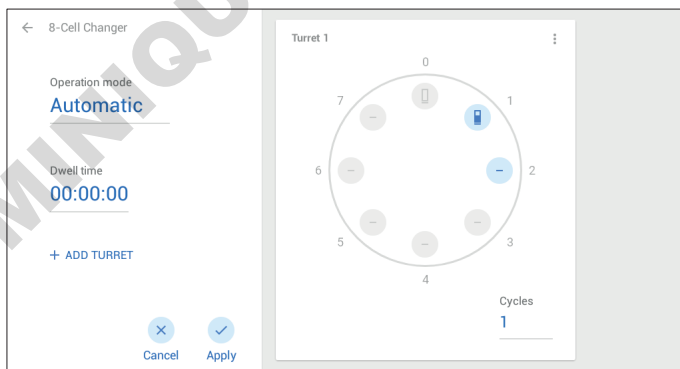 8-Cell Changer
Operation mode
Automatic
Dwell time
00:00:00
+ ADD TURRET
Cancel
Apply
Turret 1
0
1
2
3
4
5
6
7
Cycles
1
MINIQU